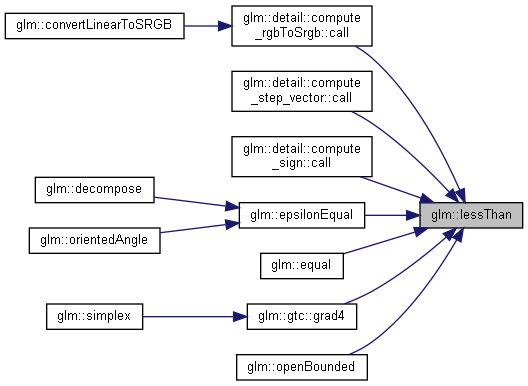 glm::convertLinearToSRGB
glm::detail::compute
_rgbToSrgb::call
glm::detail::compute
_step_vector::call
glm::detail::compute
_sign::call
glm::decompose
glm::orientedAngle
glm::epsilonEqual
glm::lessThan
glm::equal
glm::simplex
glm::gtc::grad4
glm::openBounded